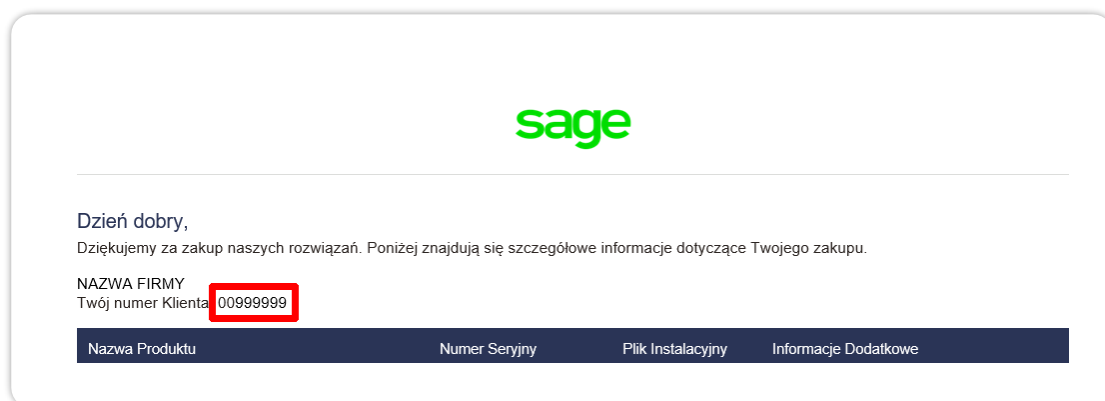 sage
Dzień dobry,
Dziękujemy za zakup naszych rozwiązań. Poniżej znajdują się szczegółowe informacje dotyczące Twojego zakupu.
NAZWA FIRMY
Twój numer Klienta 00999999
Nazwa Produktu Numer Seryjny Plik Instalacyjny Informacje Dodatkowe